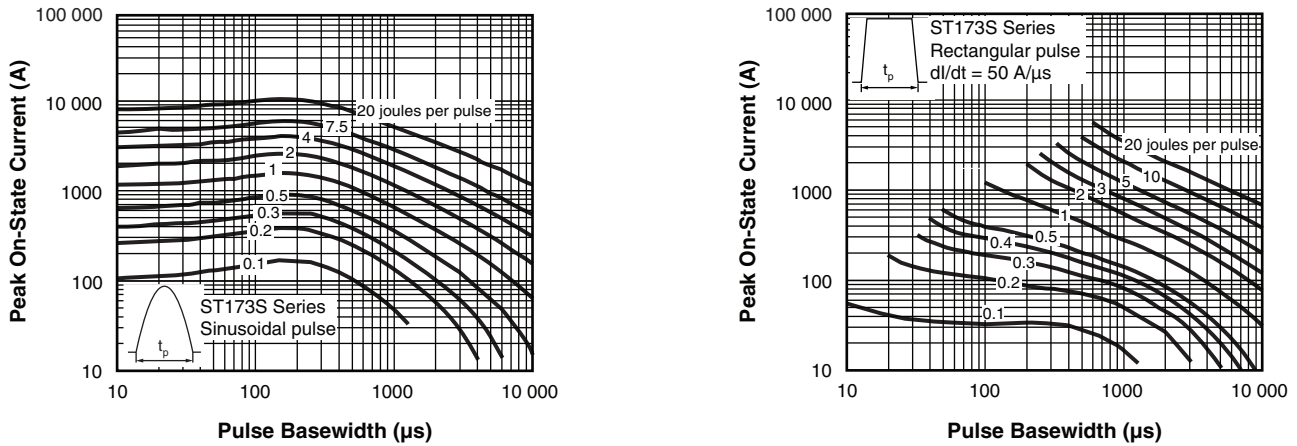 100 000
10 000
1000
100
10
Peak On-State Current (A)
20 joules per pulse
7.5
4
2
1
0.5
0.3
0.2
0.1
ST173S Series
Sinusoidal pulse
tp
10
100
1000
10 000
Pulse Basewidth (µs)
100 000
10 000
1000
100
10
Peak On-State Current (A)
tp
ST173S Series
Rectangular pulse
dI/dt = 50 A/µs
20 joules per pulse
10
5
3
2
1
0.5
0.4
0.3
0.2
0.1
10
100
1000
10 000
Pulse Basewidth (µs)